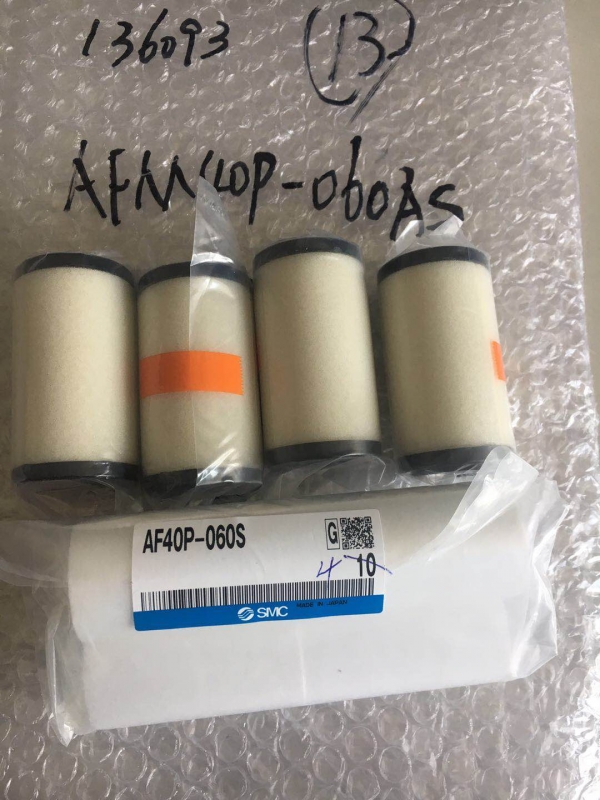 136093 13
AFM40P-060AS
AF40P-060S G
4 10
SMC MADE IN JAPAN